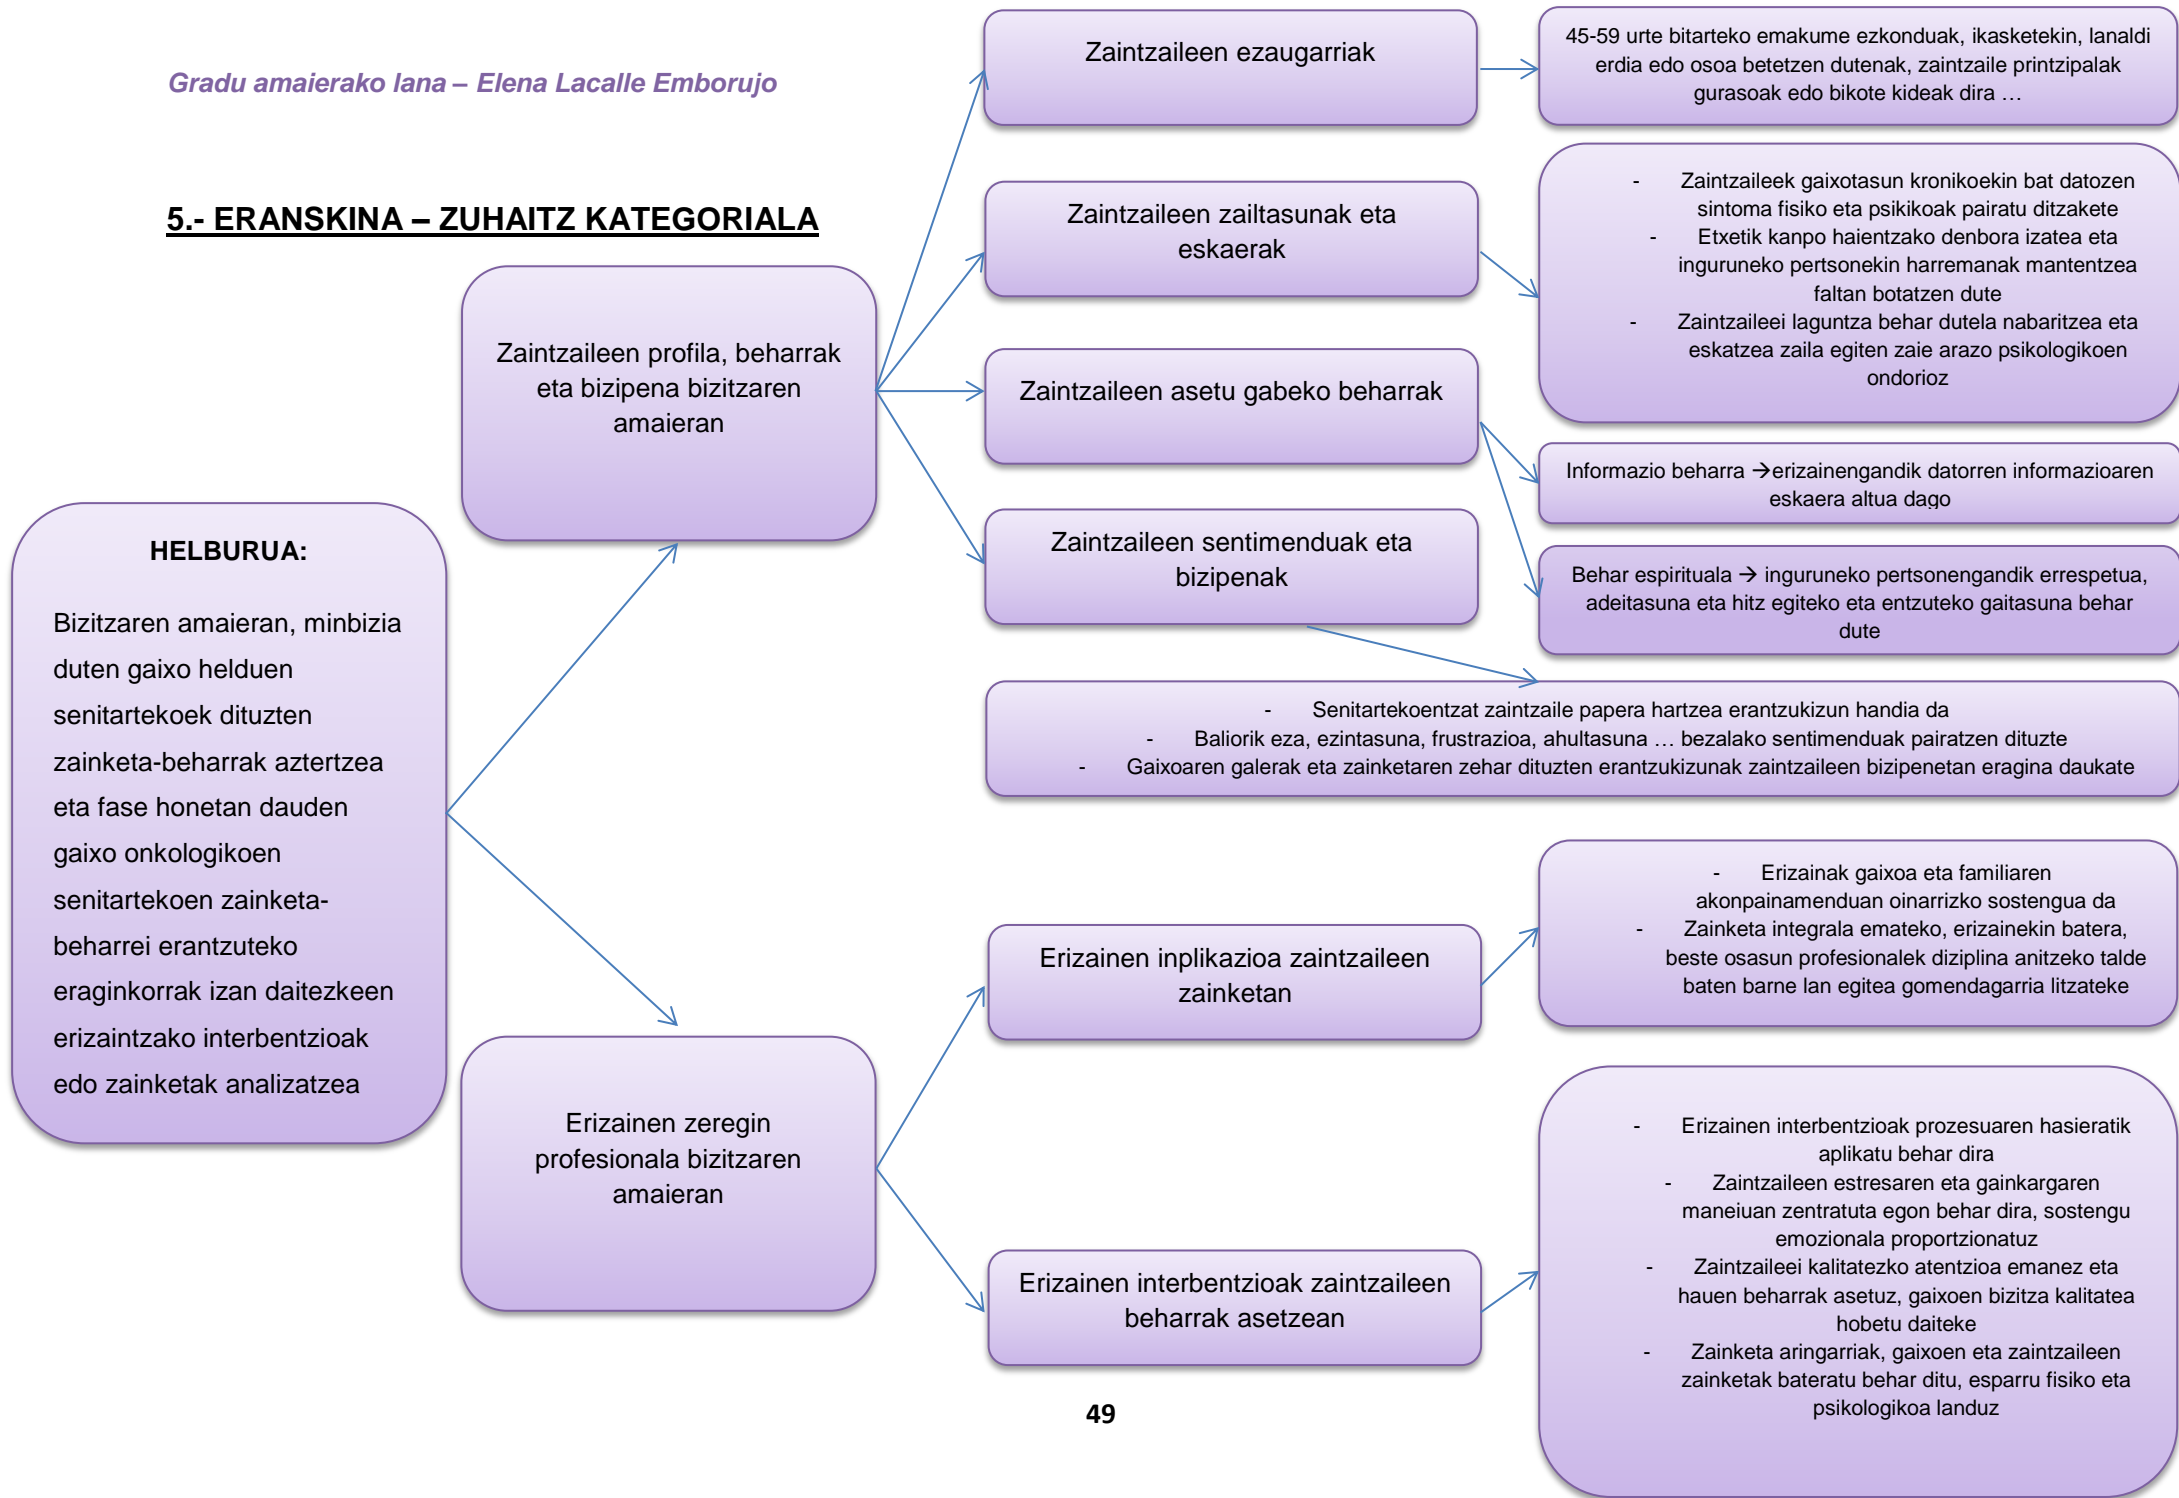 Gradu amaierako lana – Elena Lacalle Emborujo
5.- ERANSKINA – ZUHAITZ KATEGORIALA
HELBURUA:
Bizitzaren amaieran, minbizia
duten gaixo helduen
senitartekoek dituzten
zainketa-beharrak aztertzea
eta fase honetan dauden
gaixo onkologikoen
senitartekoen zainketa-
beharrei erantzuteko
eraginkorrak izan daitezkeen
erizaintzako interbentzioak
edo zainketak analizatzea
Zaintzaileen profila, beharrak
eta bizipena bizitzaren
amaieran
Zaintzaileen ezaugarriak
45-59 urte bitarteko emakume ezkonduak, ikasketekin, lanaldi
erdia edo osoa betetzen dutenak, zaintzaile printzipalak
gurasoak edo bikote kideak dira …
Zaintzaileen zailtasunak eta
eskaerak
- Zaintzaileek gaixotasun kronikoekin bat datozen
sintoma fisiko eta psikikoak pairatu ditzakete
- Etxetik kanpo haientzako denbora izatea eta
inguruneko pertsonekin harremanak mantentzea
faltan botatzen dute
- Zaintzaileei laguntza behar dutela nabaritzea eta
eskatzea zaila egiten zaie arazo psikologikoen
ondorioz
Zaintzaileen asetu gabeko beharrak
Informazio beharra →erizainengandik datorren informazioaren
eskaera altua dago
Behar espirituala → inguruneko pertsonengandik errespetua,
adeitasuna eta hitz egiteko eta entzuteko gaitasuna behar
dute
Zaintzaileen sentimenduak eta
bizipenak
- Senitartekoentzat zaintzaile papera hartzea erantzukizun handia da
- Baliorik eza, ezintasuna, frustrazioa, ahultasuna … bezalako sentimenduak pairatzen dituzte
- Gaixoaren galerak eta zainketaren zehar dituzten erantzukizunak zaintzaileen bizipenetan eragina daukate
Erizainen zeregin
profesionala bizitzaren
amaieran
Erizainen inplikazioa zaintzaileen
zainketan
- Erizainak gaixoa eta familiaren
akonpainamenduan oinarrizko sostengua da
- Zainketa integrala emateko, erizainekin batera,
beste osasun profesionalek diziplina anitzeko talde
baten barne lan egitea gomendagarria litzateke
Erizainen interbentzioak zaintzaileen
beharrak asetzean
- Erizainen interbentzioak prozesuaren hasieratik
aplikatu behar dira
- Zaintzaileen estresaren eta gainkargaren
maneiuan zentratuta egon behar dira, sostengu
emozionala proportzionatuz
- Zaintzaileei kalitatezko atentzioa emanez eta
hauen beharrak asetuz, gaixoen bizitza kalitatea
hobetu daiteke
- Zainketa aringarriak, gaixoen eta zaintzaileen
zainketak bateratu behar ditu, esparru fisiko eta
psikologikoa landuz
49